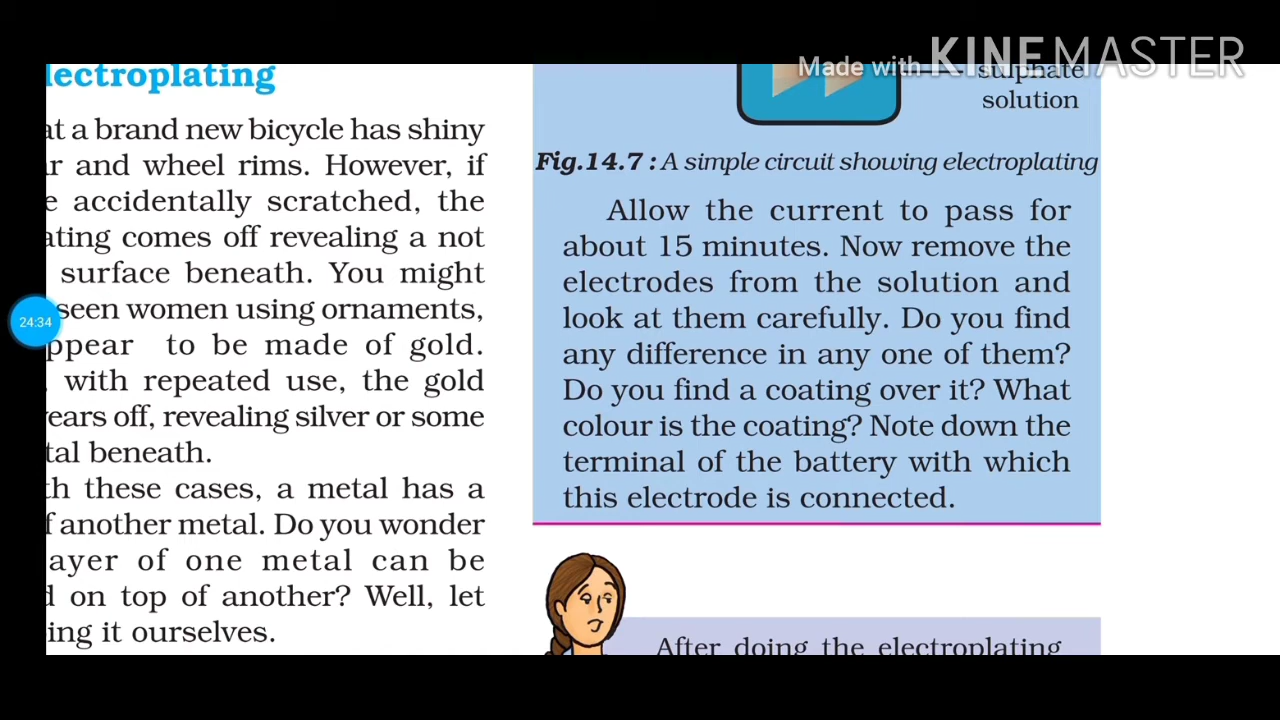 Made with KINEMASTER
lectroplating
at a brand new bicycle has shiny
r and wheel rims. However, if
e accidentally scratched, the
ating comes off revealing a not
surface beneath. You might
seen women using ornaments,
ppear to be made of gold.
, with repeated use, the gold
ears off, revealing silver or some
tal beneath.
th these cases, a metal has a
f another metal. Do you wonder
ayer of one metal can be
d on top of another? Well, let
ing it ourselves.
24:34
sulphate
solution
Fig.14.7 : A simple circuit showing electroplating
Allow the current to pass for
about 15 minutes. Now remove the
electrodes from the solution and
look at them carefully. Do you find
any difference in any one of them?
Do you find a coating over it? What
colour is the coating? Note down the
terminal of the battery with which
this electrode is connected.
After doing the electroplating